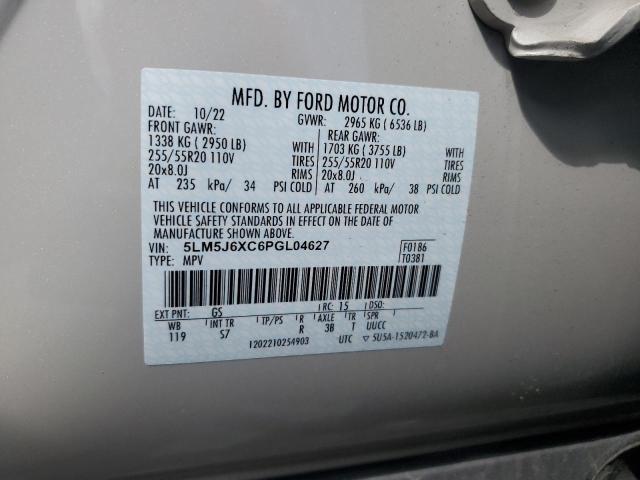 MFD. BY FORD MOTOR CO.
DATE: 10/22 GVWR: 2965 KG ( 6536 LB)
FRONT GAWR: REAR GAWR:
1338 KG ( 2950 LB) WITH 1703 KG ( 3755 LB) WITH
255/55R20 110V TIRES 255/55R20 110V TIRES
20x8.0J RIMS 20x8.0J RIMS
AT 235 kPa/ 34 PSI COLD AT 260 kPa/ 38 PSI COLD
THIS VEHICLE CONFORMS TO ALL APPLICABLE FEDERAL MOTOR
VEHICLE SAFETY STANDARDS IN EFFECT ON THE DATE OF
MANUFACTURE SHOWN ABOVE.
VIN: 5LM5J6XC6PGL04627 F0186
TYPE: MPV T0381
EXT PNT: GS RC: 15 DSO:
WB INT TR TP/PS R AXLE TR SPR
119 S7 R 3B T UUCC
1202210254903 UTC ▽ 5U5A-1520472-BA